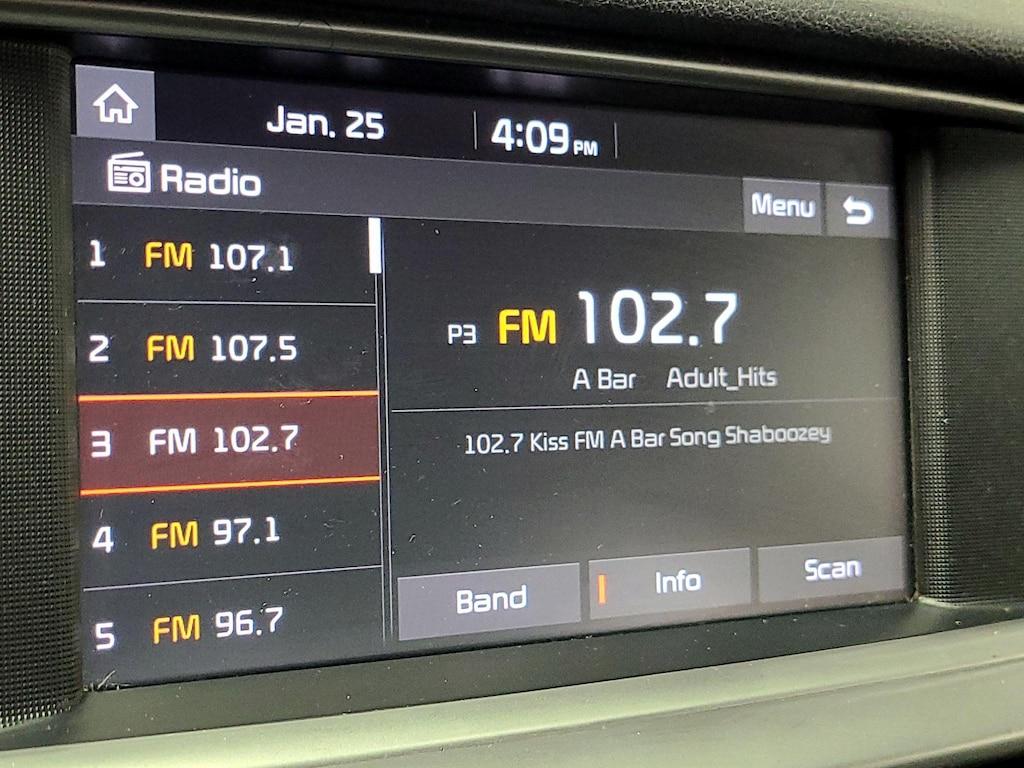 Jan. 25
4:09 PM
Radio
Menu
1 FM 107.1
2 FM 107.5
3 FM 102.7
4 FM 97.1
5 FM 96.7
P3 FM 102.7
A Bar Adult_Hits
102.7 Kiss FM A Bar Song Shaboozey
Band
Info
Scan